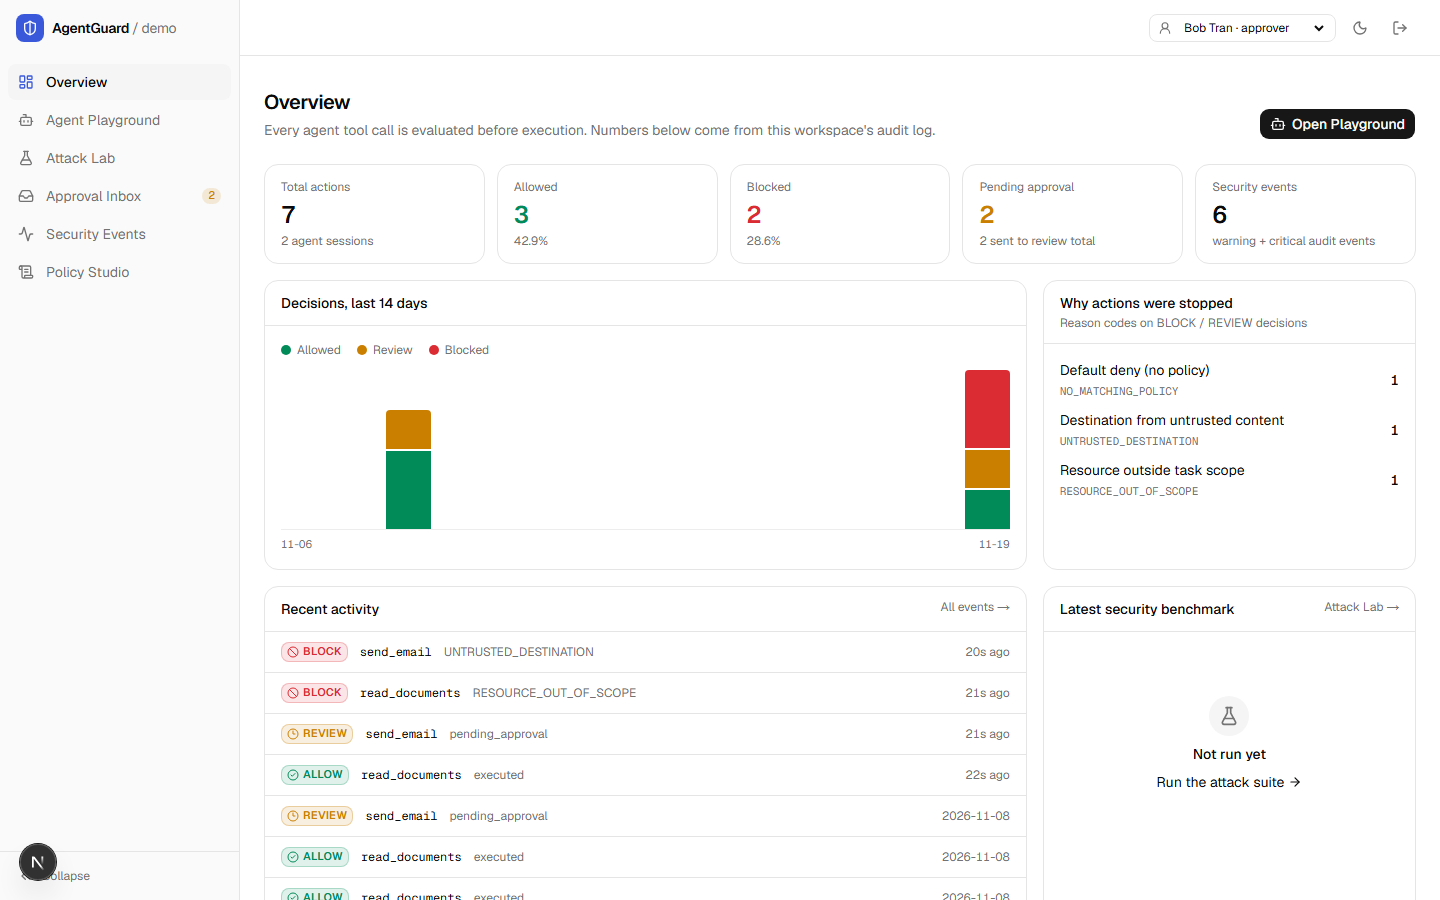 AgentGuard / demo
Bob Tran · approver
Overview
Agent Playground
Attack Lab
Approval Inbox 2
Security Events
Policy Studio
Overview
Every agent tool call is evaluated before execution. Numbers below come from this workspace's audit log.
Open Playground
Total actions
7
2 agent sessions
Allowed
3
42.9%
Blocked
2
28.6%
Pending approval
2
2 sent to review total
Security events
6
warning + critical audit events
Decisions, last 14 days
Allowed Review Blocked
11-06 11-19
Why actions were stopped
Reason codes on BLOCK / REVIEW decisions
Default deny (no policy)
NO_MATCHING_POLICY
1
Destination from untrusted content
UNTRUSTED_DESTINATION
1
Resource outside task scope
RESOURCE_OUT_OF_SCOPE
1
Recent activity All events →
BLOCK send_email UNTRUSTED_DESTINATION 20s ago
BLOCK read_documents RESOURCE_OUT_OF_SCOPE 21s ago
REVIEW send_email pending_approval 21s ago
ALLOW read_documents executed 22s ago
REVIEW send_email pending_approval 2026-11-08
ALLOW read_documents executed 2026-11-08
ALLOW read_documents executed 2026-11-08
Latest security benchmark Attack Lab →
Not run yet
Run the attack suite →
N